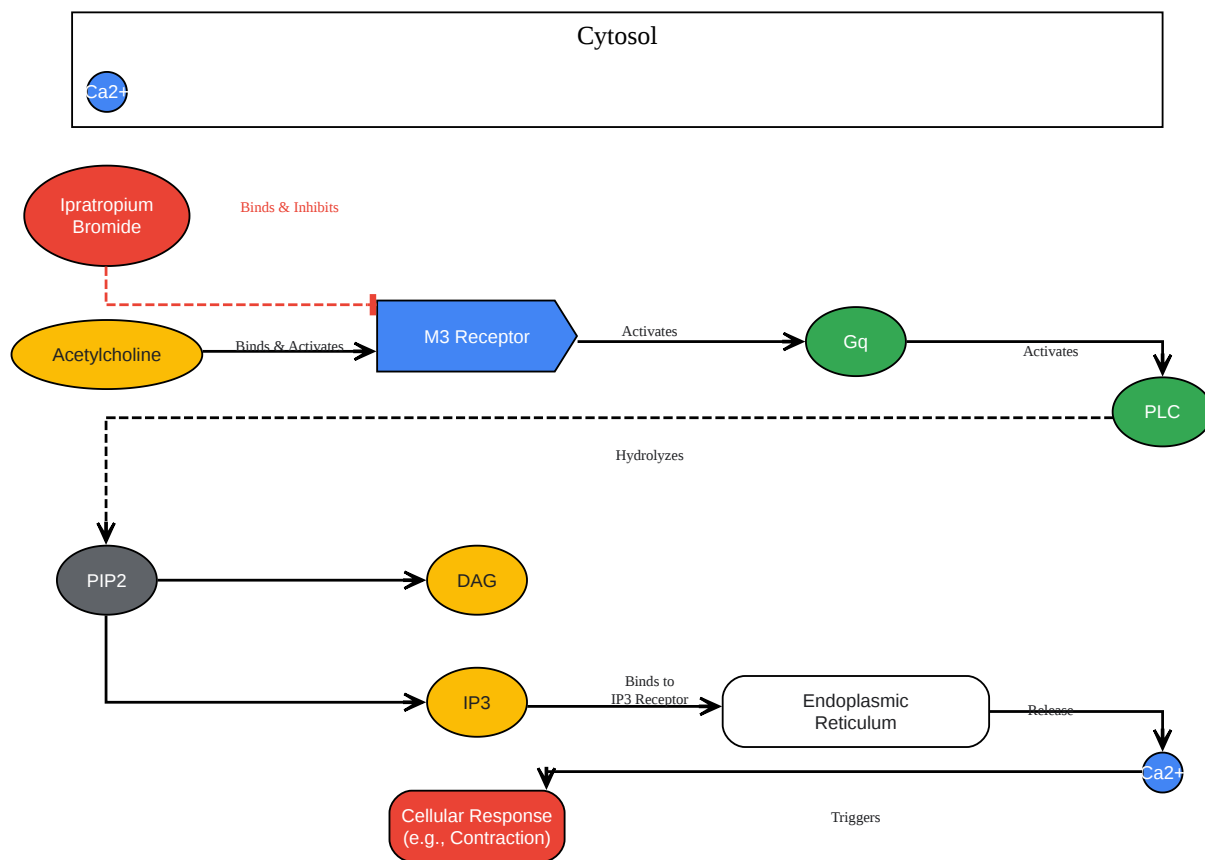 Cytosol
Ca2+
Ipratropium
Bromide
Binds & Inhibits
Acetylcholine
Binds & Activates
M3 Receptor
Activates
Gq
Activates
PLC
Hydrolyzes
PIP2
DAG
IP3
Binds to
IP3 Receptor
Endoplasmic
Reticulum
Release
Ca2+
Cellular Response
(e.g., Contraction)
Triggers